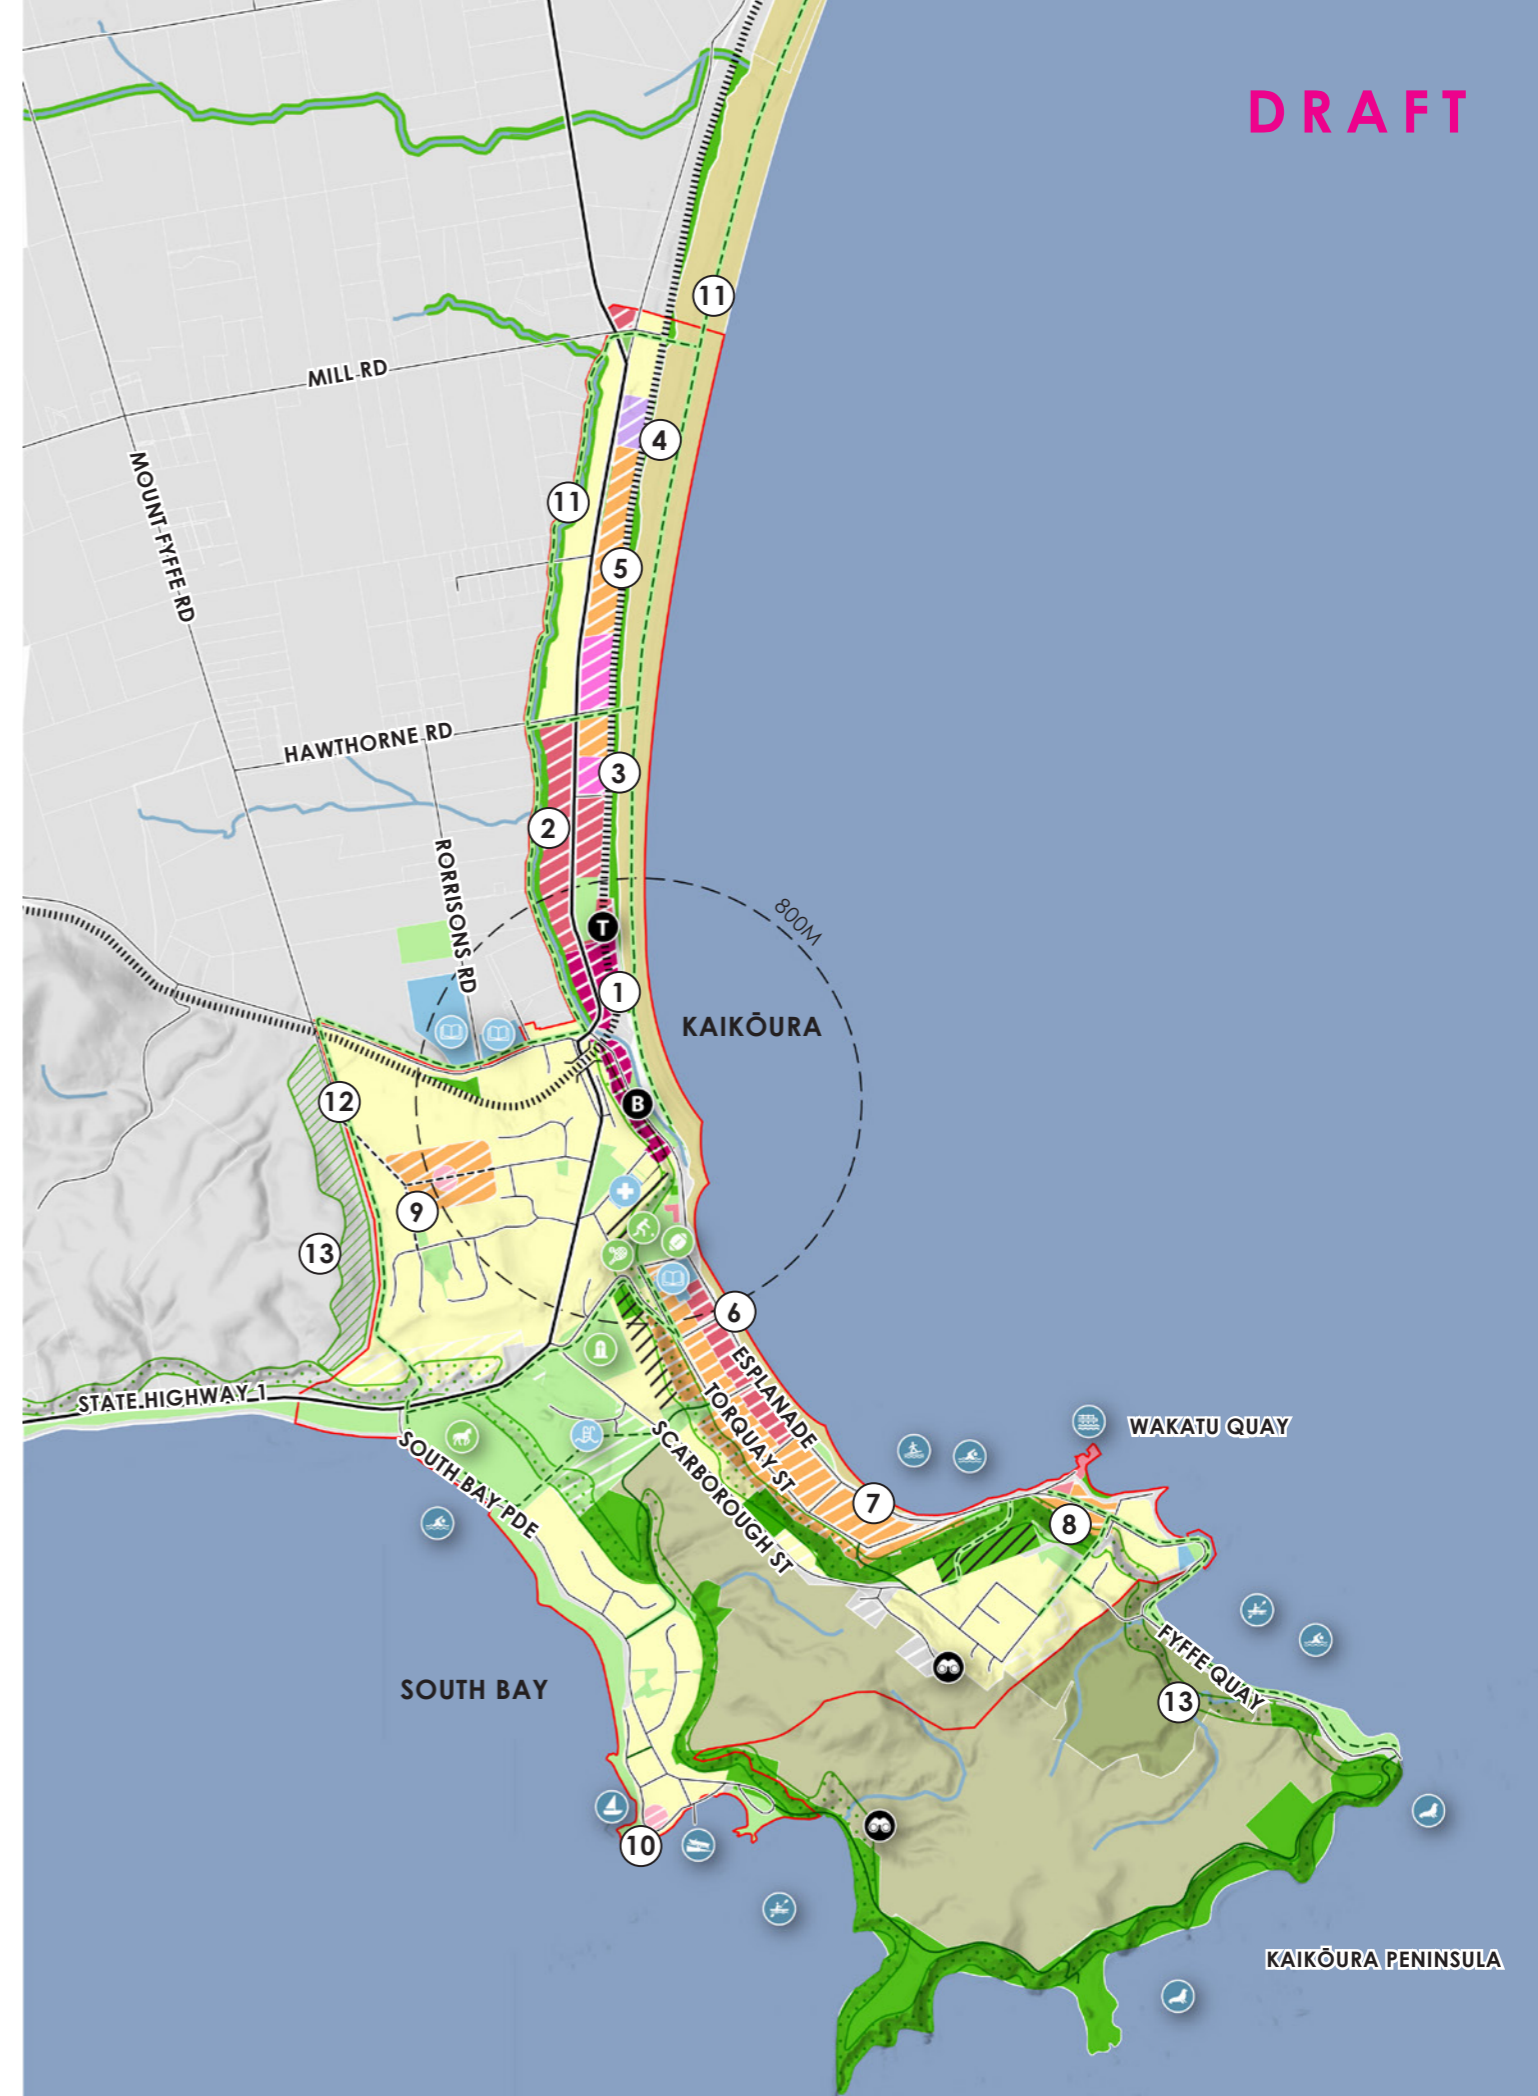 DRAFT
11
MILL RD
4
MOUNT FYFFE RD
11
5
HAWTHORNE RD
3
2
RORRISONS RD
800M
T
1
KAIKŌURA
12
B
9
13
6
ESPLANADE
STATE HIGHWAY 1
TORQUAY ST
SCARBOROUGH ST
WAKATU QUAY
SOUTH BAY PDE
7
8
FYFFE QUAY
SOUTH BAY
13
10
KAIKŌURA PENINSULA